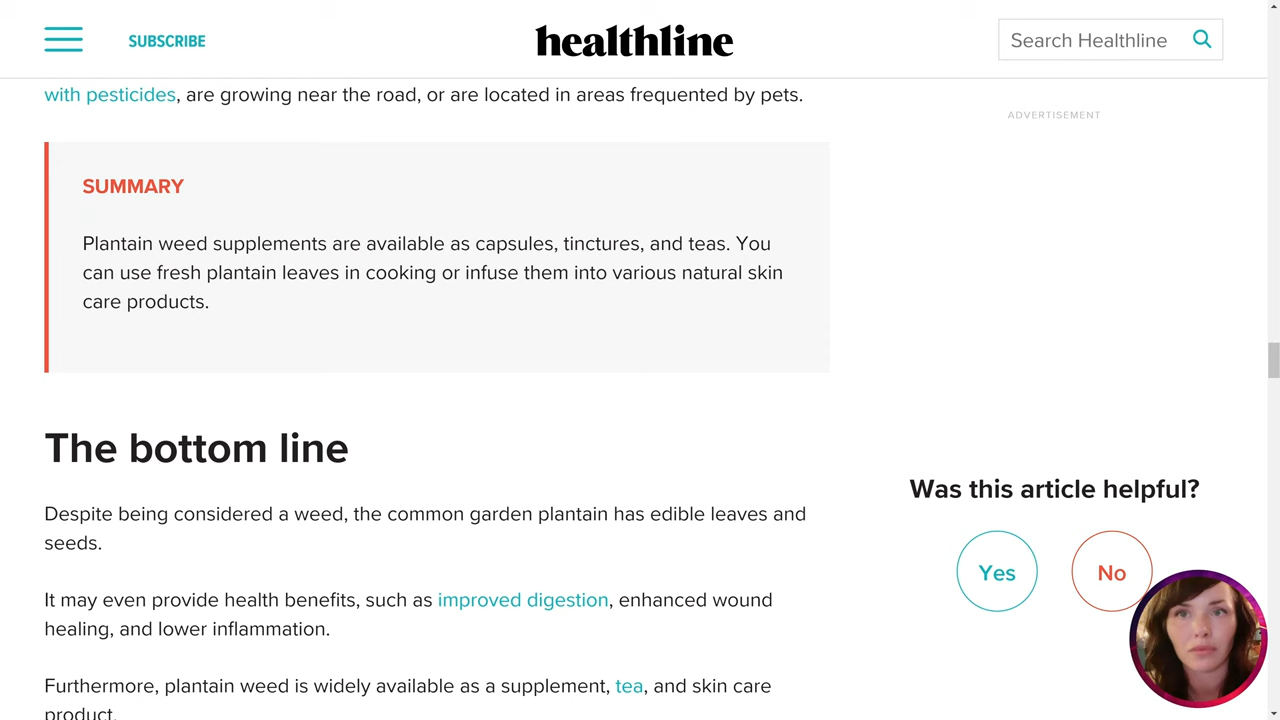 SUBSCRIBE
healthline
Search Healthline
with pesticides, are growing near the road, or are located in areas frequented by pets.
ADVERTISEMENT
SUMMARY
Plantain weed supplements are available as capsules, tinctures, and teas. You
can use fresh plantain leaves in cooking or infuse them into various natural skin
care products.
The bottom line
Despite being considered a weed, the common garden plantain has edible leaves and
seeds.
It may even provide health benefits, such as improved digestion, enhanced wound
healing, and lower inflammation.
Furthermore, plantain weed is widely available as a supplement, tea, and skin care
product.
Was this article helpful?
Yes
No